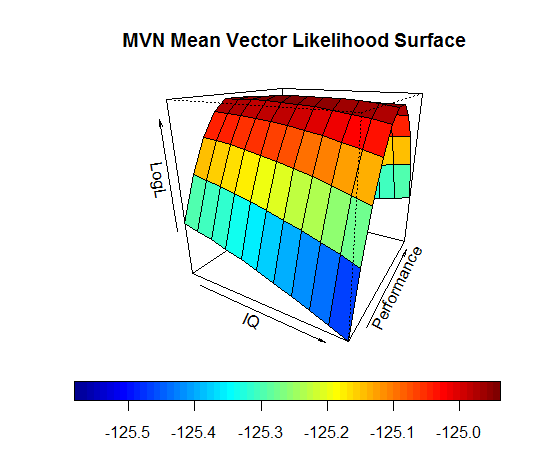 MVN Mean Vector Likelihood Surface
LogL
IQ
Performance
-125.5 -125.4 -125.3 -125.2 -125.1 -125.0